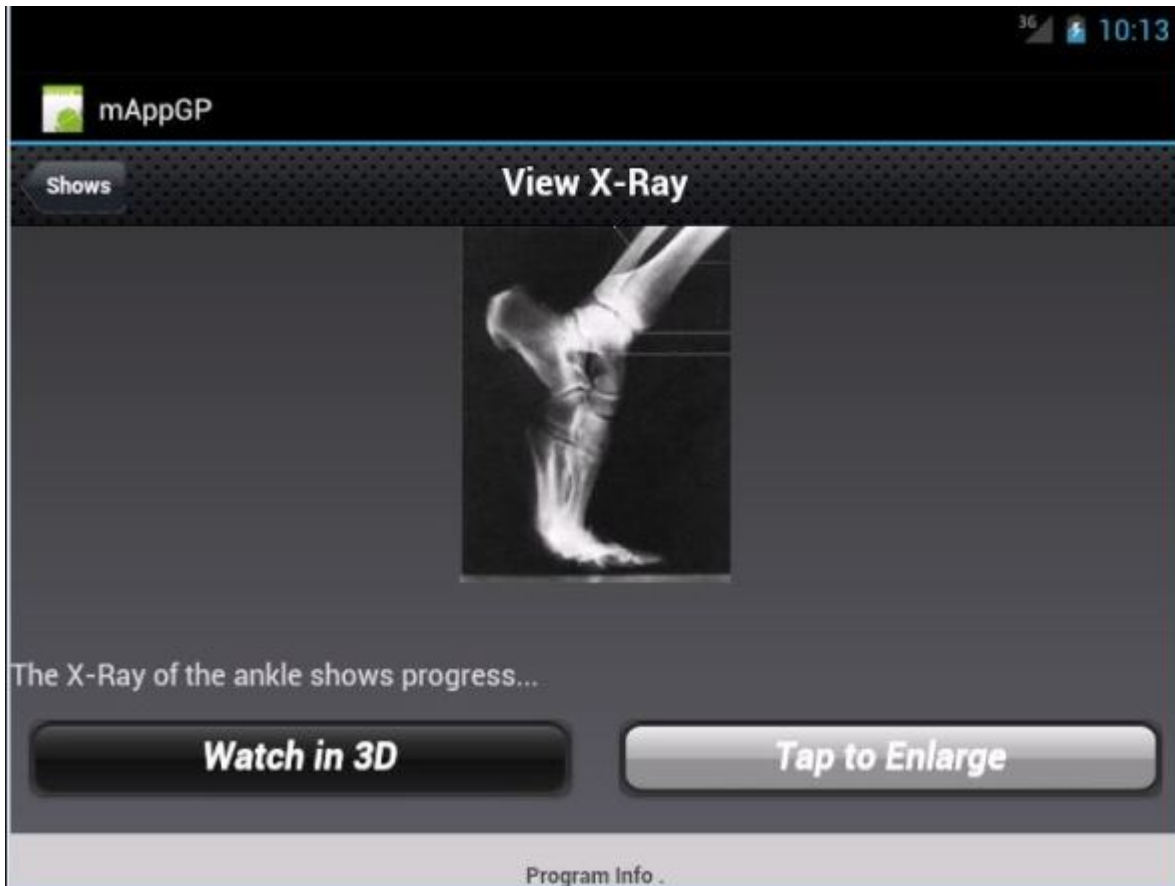 3G 10:13
mAppGP
Shows View X-Ray
The X-Ray of the ankle shows progress...
Watch in 3D Tap to Enlarge
Program Info .